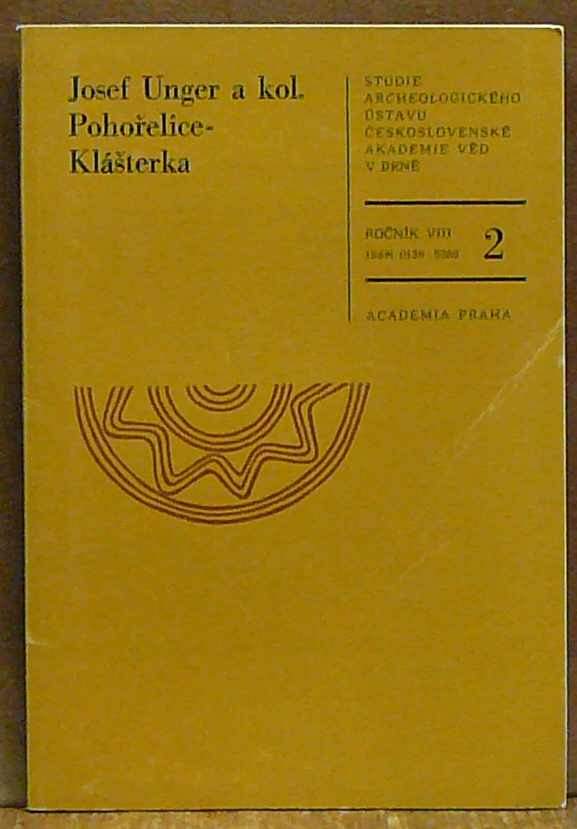 Josef Unger a kol.
Pohořelice-
Klášterka
STUDIE
ARCHEOLOGICKÉHO
ÚSTAVU
ČESKOSLOVENSKÉ
AKADEMIE VĚD
V BRNĚ
ROČNÍK VIII
2
ACADEMIA PRAHA